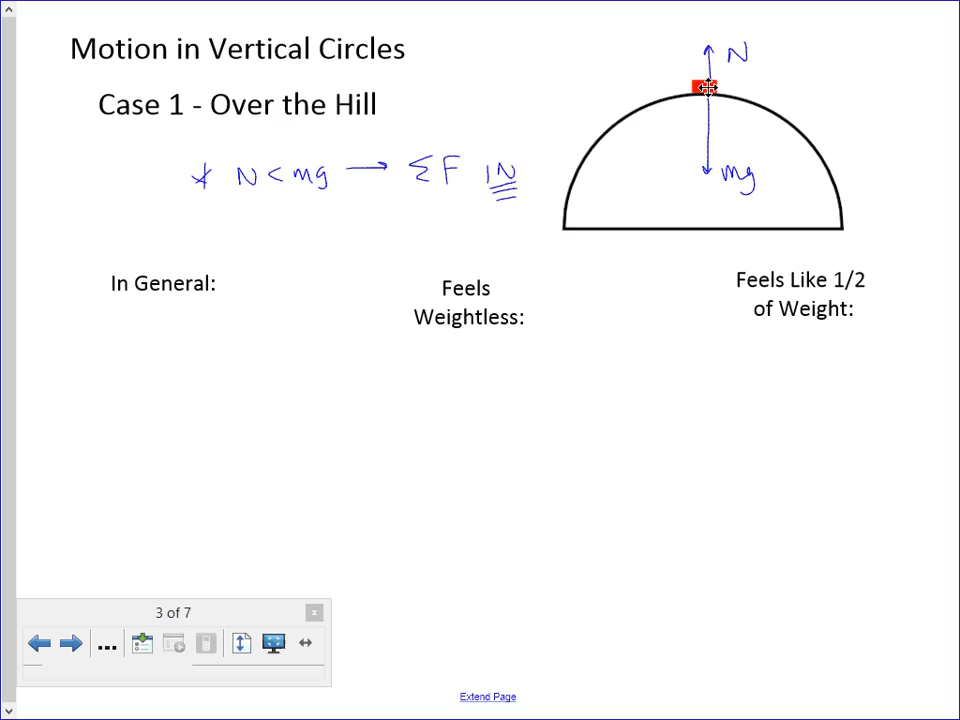 Motion in Vertical Circles
Case 1 - Over the Hill
N
* N < mg → ΣF IN
mg
In General:
Feels
Weightless:
Feels Like 1/2
of Weight:
3 of 7
Extend Page